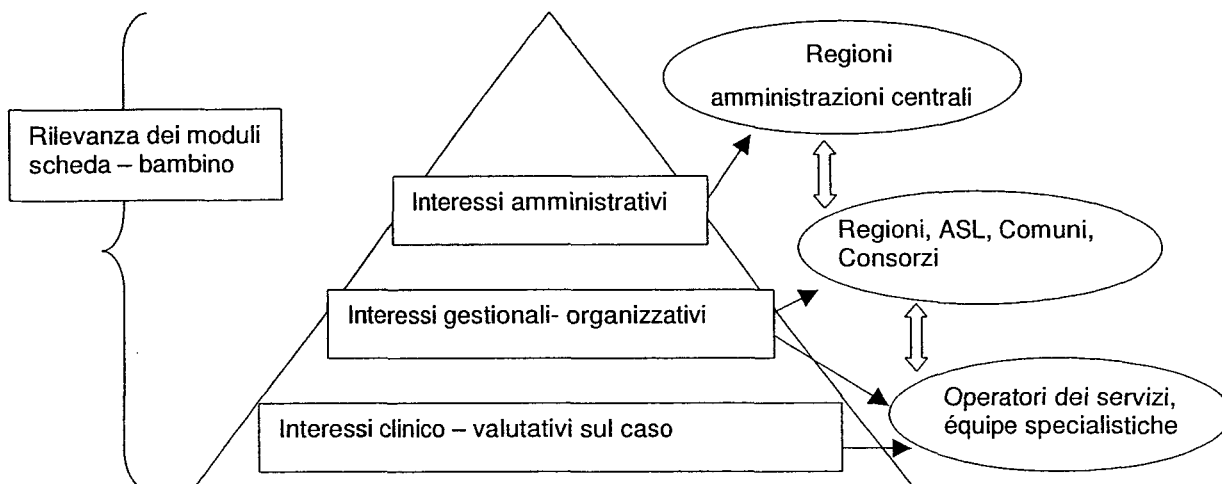 Regioni
amministrazioni centrali
Rilevanza dei moduli
scheda – bambino
Interessi amministrativi
Regioni, ASL, Comuni,
Consorzi
Interessi gestionali- organizzativi
Operatori dei servizi,
équipe specialistiche
Interessi clinico – valutativi sul caso